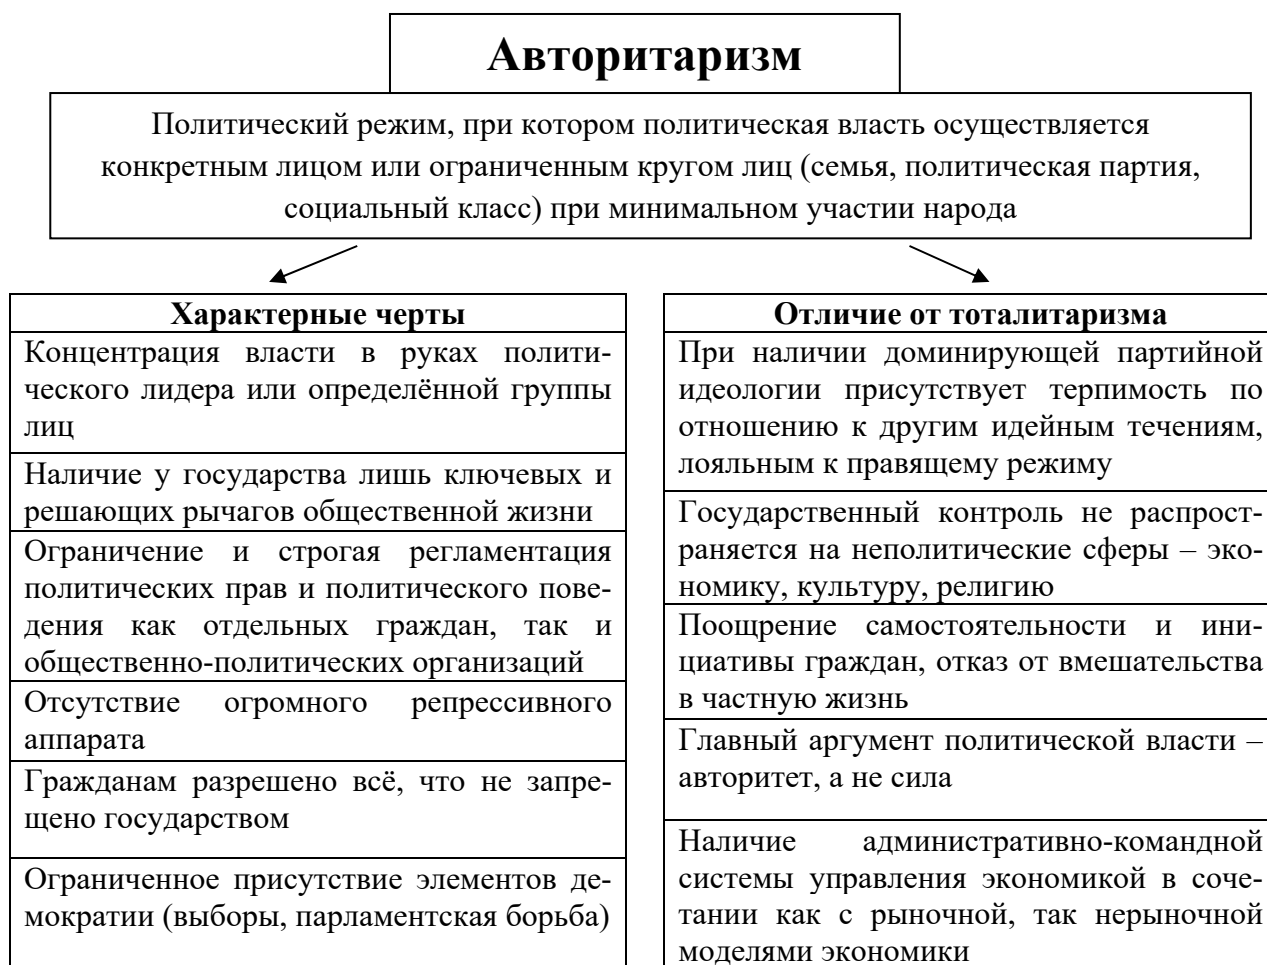 Авторитаризм
Политический режим, при котором политическая власть осуществляется
конкретным лицом или ограниченным кругом лиц (семья, политическая партия,
социальный класс) при минимальном участии народа
Характерные черты
Концентрация власти в руках полити-
ческого лидера или определённой группы
лиц
Наличие у государства лишь ключевых и
решающих рычагов общественной жизни
Ограничение и строгая регламентация
политических прав и политического пове-
дения как отдельных граждан, так и
общественно-политических организаций
Отсутствие огромного репрессивного
аппарата
Гражданам разрешено всё, что не запре-
щено государством
Ограниченное присутствие элементов де-
мократии (выборы, парламентская борьба)
Отличие от тоталитаризма
При наличии доминирующей партийной
идеологии присутствует терпимость по
отношению к другим идейным течениям,
лояльным к правящему режиму
Государственный контроль не распрост-
раняется на неполитические сферы – эко-
номику, культуру, религию
Поощрение самостоятельности и ини-
циативы граждан, отказ от вмешательства
в частную жизнь
Главный аргумент политической власти –
авторитет, а не сила
Наличие административно-командной
системы управления экономикой в соче-
тании как с рыночной, так нерыночной
моделями экономики